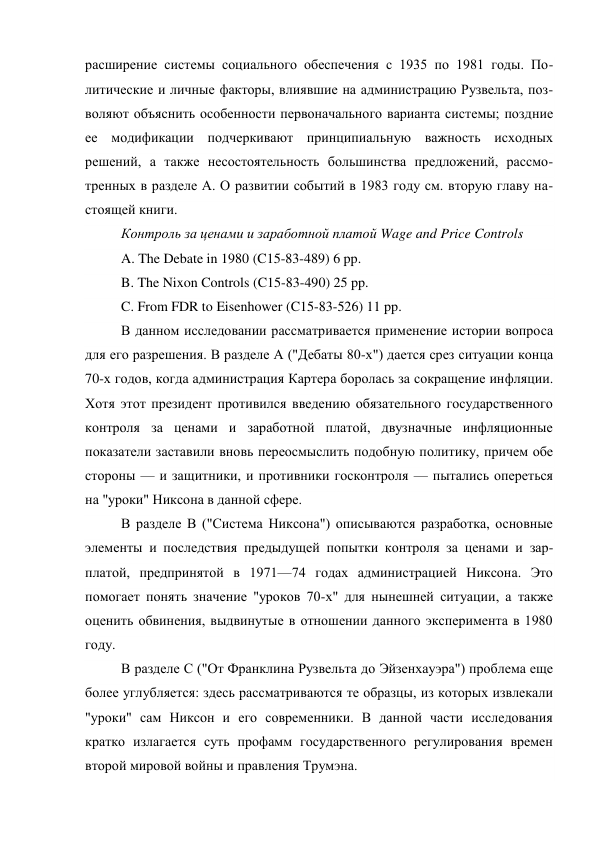 расширение системы социального обеспечения с 1935 по 1981 годы. По-
литические и личные факторы, влиявшие на администрацию Рузвельта, поз-
воляют объяснить особенности первоначального варианта системы; поздние
ее модификации подчеркивают принципиальную важность исходных
решений, а также несостоятельность большинства предложений, рассмо-
тренных в разделе А. О развитии событий в 1983 году см. вторую главу на-
стоящей книги.
Контроль за ценами и заработной платой Wage and Price Controls
A. The Debate in 1980 (C15-83-489) 6 pp.
B. The Nixon Controls (C15-83-490) 25 pp.
C. From FDR to Eisenhower (C15-83-526) 11 pp.
В данном исследовании рассматривается применение истории вопроса
для его разрешения. В разделе А ("Дебаты 80-х") дается срез ситуации конца
70-х годов, когда администрация Картера боролась за сокращение инфляции.
Хотя этот президент противился введению обязательного государственного
контроля за ценами и заработной платой, двузначные инфляционные
показатели заставили вновь переосмыслить подобную политику, причем обе
стороны — и защитники, и противники госконтроля — пытались опереться
на "уроки" Никсона в данной сфере.
В разделе В ("Система Никсона") описываются разработка, основные
элементы и последствия предыдущей попытки контроля за ценами и зар-
платой, предпринятой в 1971—74 годах администрацией Никсона. Это
помогает понять значение "уроков 70-х" для нынешней ситуации, а также
оценить обвинения, выдвинутые в отношении данного эксперимента в 1980
году.
В разделе С ("От Франклина Рузвельта до Эйзенхауэра") проблема еще
более углубляется: здесь рассматриваются те образцы, из которых извлекали
"уроки" сам Никсон и его современники. В данной части исследования
кратко излагается суть профамм государственного регулирования времен
второй мировой войны и правления Трумэна.